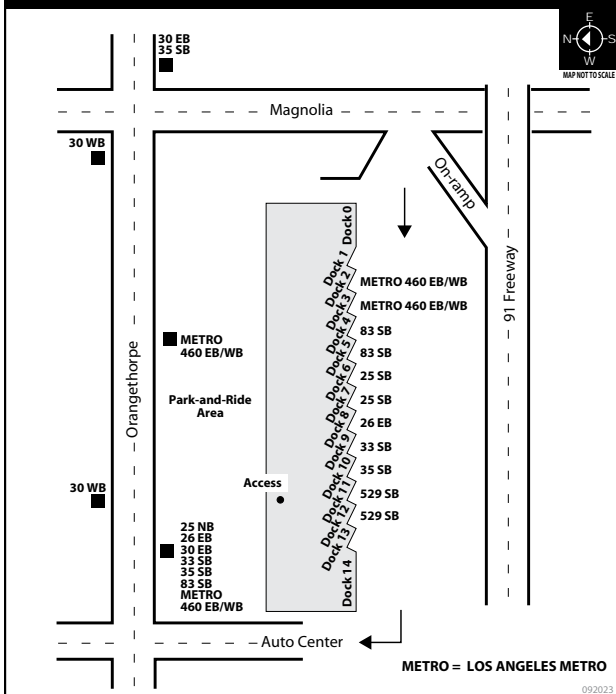 30 EB
35 SB
E
N
S
W
MAP NOT TO SCALE
Magnolia
30 WB
On-ramp
Dock 0
Dock 1
Dock 2
METRO 460 EB/WB
Dock 3
METRO 460 EB/WB
Dock 4
83 SB
Dock 5
83 SB
Dock 6
25 SB
Dock 7
25 SB
Dock 8
26 EB
Dock 9
33 SB
Dock 10
35 SB
Dock 11
529 SB
Dock 12
529 SB
Dock 13
Dock 14
91 Freeway
METRO
460 EB/WB
Orangethorpe
Park-and-Ride
Area
Access
30 WB
25 NB
26 EB
30 EB
33 SB
35 SB
83 SB
METRO
460 EB/WB
Auto Center
METRO = LOS ANGELES METRO
092023